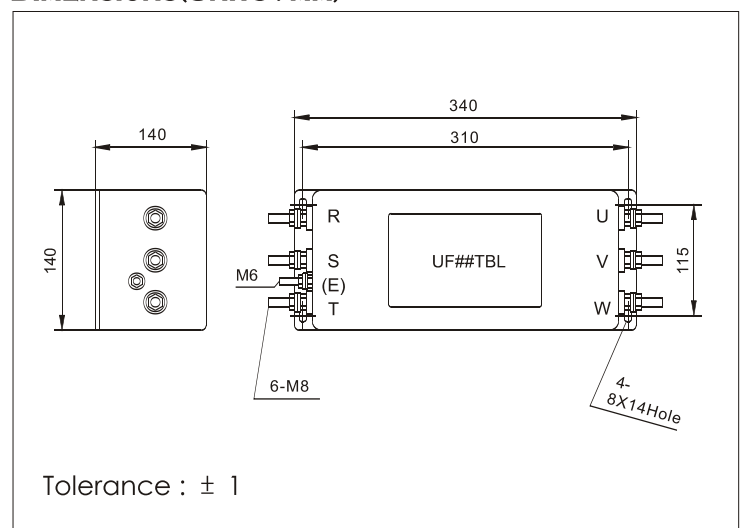 340
140
310
R
U
140
S
UF##TBL
V
115
M6
(E)
T
W
6-M8
4-
8X14Hole
Tolerance : ± 1